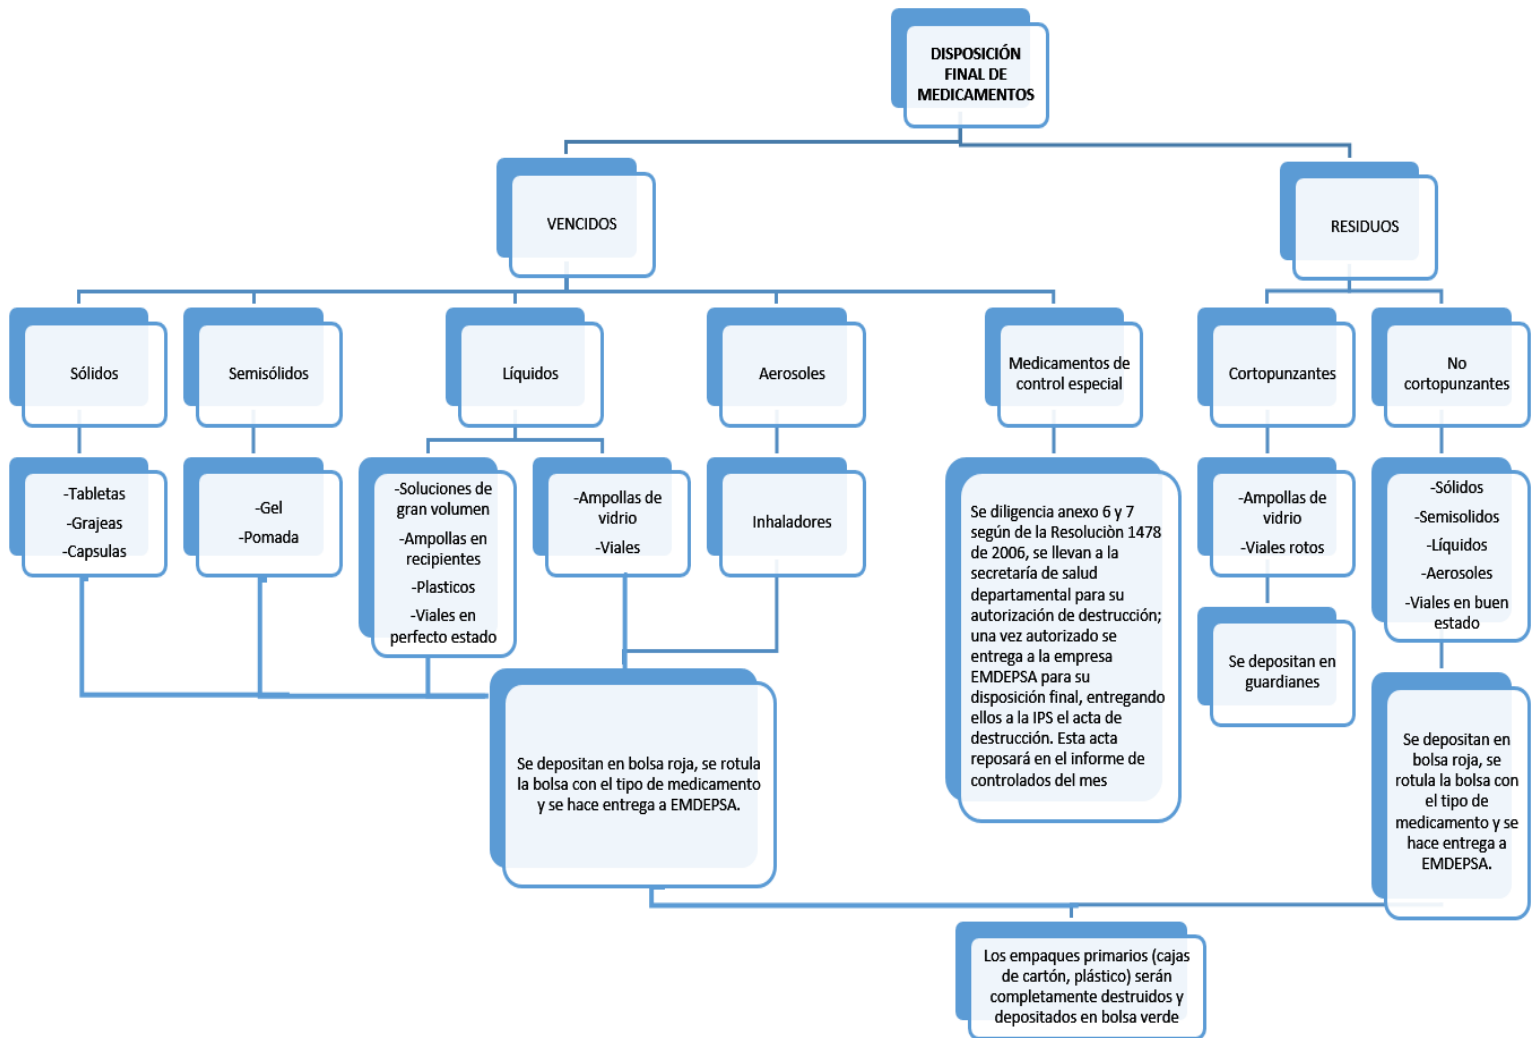 DISPOSICIÓN
FINAL DE
MEDICAMENTOS
VENCIDOS
RESIDUOS
Sólidos
Semisólidos
Líquidos
Aerosoles
Medicamentos de
control especial
Cortopunzantes
No
cortopunzantes
-Tabletas
-Grajeas
-Capsulas
-Gel
-Pomada
-Soluciones de
gran volumen
-Ampollas en
recipientes
-Plasticos
-Viales en
perfecto estado
-Ampollas de
vidrio
-Viales
Inhaladores
Se diligencia anexo 6 y 7
según de la Resoluciòn 1478
de 2006, se llevan a la
secretaría de salud
departamental para su
autorización de destrucción;
una vez autorizado se
entrega a la empresa
EMDEPSA para su
disposición final, entregando
ellos a la IPS el acta de
destrucción. Esta acta
reposará en el informe de
controlados del mes
-Ampollas de
vidrio
-Viales rotos
-Sólidos
-Semisolidos
-Líquidos
-Aerosoles
-Viales en buen
estado
Se depositan en
guardianes
Se depositan en bolsa roja, se rotula
la bolsa con el tipo de medicamento
y se hace entrega a EMDEPSA.
Se depositan en
bolsa roja, se
rotula la bolsa con
el tipo de
medicamento y se
hace entrega a
EMDEPSA.
Los empaques primarios (cajas
de cartón, plástico) serán
completamente destruidos y
depositados en bolsa verde